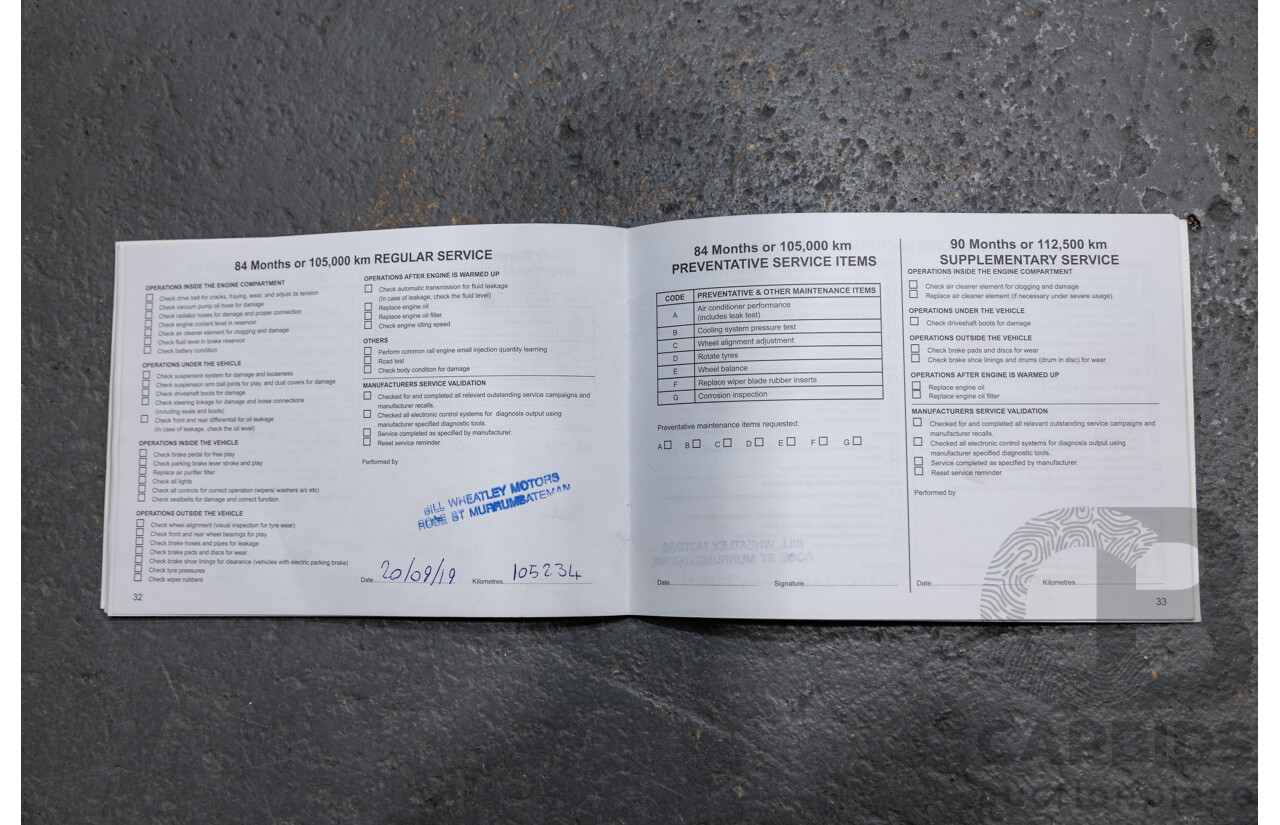 84 Months or 105,000 km REGULAR SERVICE
OPERATIONS INSIDE THE ENGINE COMPARTMENT
Check drive belt for cracks, fraying, wear, and adjust its tension
Check vacuum pump oil hose for damage
Check radiator hoses for damage and proper connection
Check engine coolant level in reservoir
Check air cleaner element for clogging and damage
Check fluid level in brake reservoir
Check battery condition
OPERATIONS UNDER THE VEHICLE
Check suspension system for damage and looseness
Check suspension arm ball joints for play, and dust covers for damage
Check driveshaft boots for damage
Check steering linkage for damage and loose connections
(including seals and boots)
Check front and rear differential for oil leakage
(In case of leakage, check the oil level)
OPERATIONS INSIDE THE VEHICLE
Check brake pedal for free play
Check parking brake lever stroke and play
Replace air purifier filter
Check all lights
Check all controls for correct operation (wipers/ washers a/c etc)
Check seatbelts for damage and correct function
OPERATIONS OUTSIDE THE VEHICLE
Check wheel alignment (visual inspection for tyre wear)
Check front and rear wheel bearings for play
Check brake hoses and pipes for leakage
Check brake pads and discs for wear
Check brake shoe linings for clearance (vehicles with electric parking brake)
Check tyre pressures
Check wiper rubbers
32
OPERATIONS AFTER ENGINE IS WARMED UP
Check automatic transmission for fluid leakage
(In case of leakage, check the fluid level)
Replace engine oil
Replace engine oil filter
Check engine idling speed
OTHERS
Perform common rail engine small injection quantity learning
Road test
Check body condition for damage
MANUFACTURERS SERVICE VALIDATION
Checked for and completed all relevant outstanding service campaigns and
manufacturer recalls.
Checked all electronic control systems for diagnosis output using
manufacturer specified diagnostic tools.
Service completed as specified by manufacturer.
Reset service reminder
Performed by
BILL WHEATLEY MOTORS
ROSE ST MURRUMBATEMAN
Date 20/09/19 Kilometres 105234
84 Months or 105,000 km
PREVENTATIVE SERVICE ITEMS
CODE PREVENTATIVE & OTHER MAINTENANCE ITEMS
A Air conditioner performance
(includes leak test)
B Cooling system pressure test
C Wheel alignment adjustment
D Rotate tyres
E Wheel balance
F Replace wiper blade rubber inserts
G Corrosion inspection
Preventative maintenance items requested:
A B C D E F G
Date Signature
90 Months or 112,500 km
SUPPLEMENTARY SERVICE
OPERATIONS INSIDE THE ENGINE COMPARTMENT
Check air cleaner element for clogging and damage
Replace air cleaner element (if necessary under severe usage)
OPERATIONS UNDER THE VEHICLE
Check driveshaft boots for damage
OPERATIONS OUTSIDE THE VEHICLE
Check brake pads and discs for wear
Check brake shoe linings and drums (drum in disc) for wear
OPERATIONS AFTER ENGINE IS WARMED UP
Replace engine oil
Replace engine oil filter
MANUFACTURERS SERVICE VALIDATION
Checked for and completed all relevant outstanding service campaigns and
manufacturer recalls.
Checked all electronic control systems for diagnosis output using
manufacturer specified diagnostic tools.
Service completed as specified by manufacturer.
Reset service reminder
Performed by
Date Kilometres
33
CARBIDS